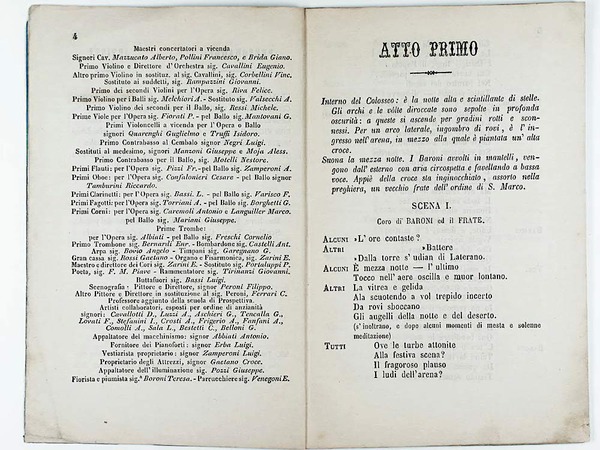 4
Maestri concertatori a vicenda
Signori Cav. Mazzucato Alberto, Pollini Francesco, e Brida Giano.
Primo Violino e Direttore d'Orchestra sig. Cavallini Eugenio.
Altro primo Violino in sostituz. al sig. Cavallini, sig. Corbellini Vinc.
Sostituto ai suddetti, sig. Rampazzini Giovanni.
Primo dei secondi Violini per l'Opera sig. Riva Felice.
Primo Violino per i Balli sig. Melchiori A. - Sostituto sig. Valsecchi A.
Primo Violino dei secondi per il Ballo, sig. Ressi Michele.
Prime Viole per l'Opera sig. Fiorati P. - pel Ballo sig. Mantovani G.
Primi Violoncelli a vicenda per l'Opera e Ballo
signori Quarenghi Guglielmo e Truffi Isidoro.
Primo Contrabbasso al Cembalo signor Negri Luigi.
Sostituti al medesimo, signori Manzoni Giuseppe e Moja Aless.
Primo Contrabbasso per il Ballo, sig. Motelli Nestore.
Primi Flauti: per l'Opera sig. Pizzi Fr.-pel Ballo sig. Zamperoni A.
Primi Oboe: per l'Opera sig. Confalonieri Cesare - pel Ballo signor
Tamburini Riccardo.
Primi Clarinetti: per l'Opera sig. Bassi L. - pel Ballo sig. Varisco F.
Primi Fagotti: per l'Opera sig. Torriani A. - pel Ballo sig. Borghetti G.
Primi Corni: per l'Opera sig. Caremoli Antonio e Languiller Marco.
pel Ballo sig. Mariani Giuseppe.
Prime Trombe:
per l'Opera sig. Albiati - pel Ballo sig. Freschi Cornelio
Primo Trombone sig. Bernardi Enr. - Bombardone sig. Castelli Ant.
Arpa sig. Bovio Angelo - Timpani sig. Garegnani G.
Gran cassa sig. Rossi Gaetano - Organo e Fisarmonica, sig. Zarini E.
Maestro e direttore dei Cori sig. Zarini E. - Sostituto sig. Portaluppi P.
Poeta, sig. F. M. Piave - Rammentatore sig. Tirinanzi Giovanni.
Buttafuori sig. Bassi Luigi.
Scenografia: Pittore e Direttore, signor Peroni Filippo.
Altro Pittore e Direttore in sostituzione al sig. Peroni, Ferrari C.
Professore aggiunto della scuola di Prospettiva.
Artisti collaboratori, esposti per ordine di anzianità
signori: Cavallotti D., Luzzi A., Aschieri G., Tencalla G.,
Lovati F., Stefanini I., Crosti A., Frigerio A., Fanfani A.,
Comolli A., Sala L., Bestetti C., Belloni G.
Appaltatore del macchinismo: signor Abbiati Antonio.
Fornitore dei Pianoforti: signor Erba Luigi.
Vestiarista proprietario: signor Zamperoni Luigi.
Proprietario degli Attrezzi, signor Gaetano Croce.
Appaltatore dell'illuminazione sig. Pozzi Giuseppe.
Fiorista e piumista sig.ª Boroni Teresa. - Parrucchiere sig. Venegoni E.
ATTO PRIMO
Interno del Colosseo: è la notte alta e scintillante di stelle.
Gli archi e le vôlte diroccate sono sepolte in profonda
oscurità: a queste si ascende per gradini rotti e scon-
nessi. Per un arco laterale, ingombro di rovi, è l'in-
gresso nell'arena, in mezzo alla quale è piantata un'alta
croce.
Suona la mezza notte. I Baroni avvolti in mantelli, ven-
gono dall'esterno con aria circospetta e favellando a bassa
voce. Appiè della croce sta inginocchiato, assorto nella
preghiera, un vecchio frate dell'ordine di S. Marco.
SCENA I.
Coro di BARONI ed il FRATE.
ALCUNI »L'ore contaste?
ALTRI »Battere
»Dalla torre s'udian di Laterano.
ALCUNI È mezza notte — l'ultimo
Tocco nell'aere oscilla e muor lontano.
ALTRI La vitrea e gelida
Ala scuotendo a vol trepido incerto
Da rovi sboccano
Gli augelli della notte e del deserto.
(s'inoltrano, e dopo alcuni momenti di mesta e solenne
meditazione)
TUTTI Ove le turbe attonite
Alla festiva scena?
Il fragoroso plauso
I ludi dell'arena?